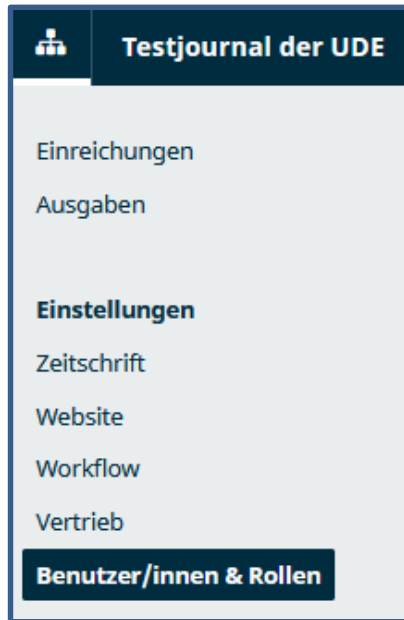 Testjournal der UDE
Einreichungen
Ausgaben
Einstellungen
Zeitschrift
Website
Workflow
Vertrieb
Benutzer/innen & Rollen